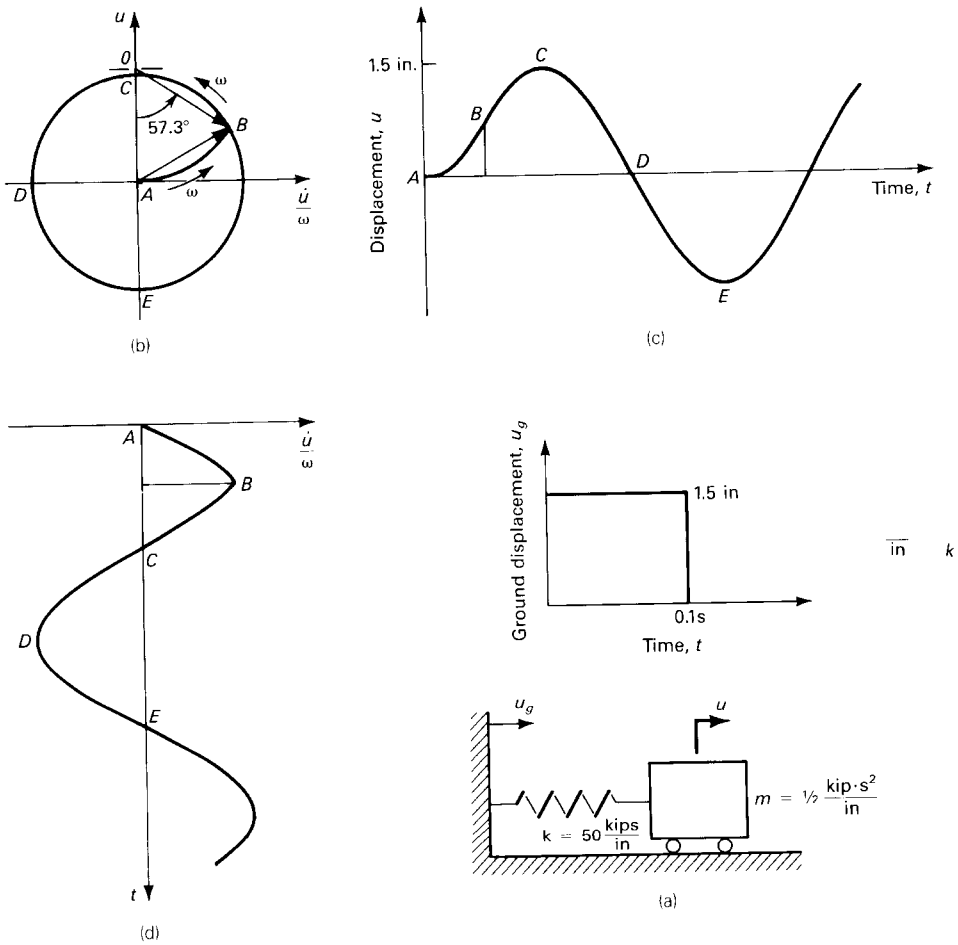 u
O
C
ω
57.3°
B
D
A
ω
u̇
ω
E
(b)
Displacement, u
1.5 in.
C
B
A
D
Time, t
E
(c)
A
u̇
ω
B
C
D
E
t
(d)
Ground displacement, u_g
1.5 in
0.1s
Time, t
in k
u_g
u
k = 50 kips
in
m = ½ kip·s²
in
(a)